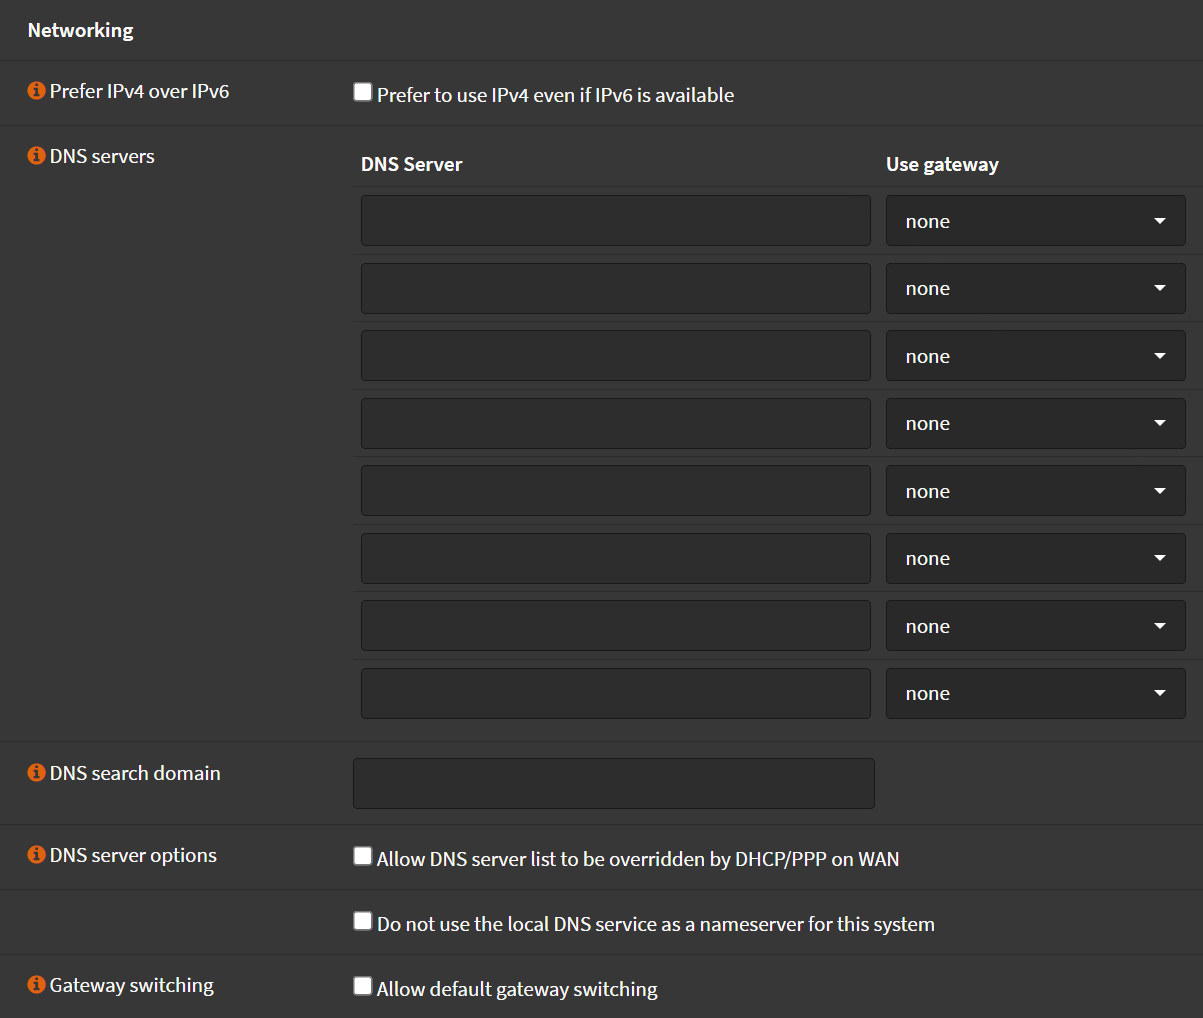 Networking
Prefer IPv4 over IPv6
Prefer to use IPv4 even if IPv6 is available
DNS servers
DNS Server
Use gateway
none
none
none
none
none
none
none
none
DNS search domain
DNS server options
Allow DNS server list to be overridden by DHCP/PPP on WAN
Do not use the local DNS service as a nameserver for this system
Gateway switching
Allow default gateway switching